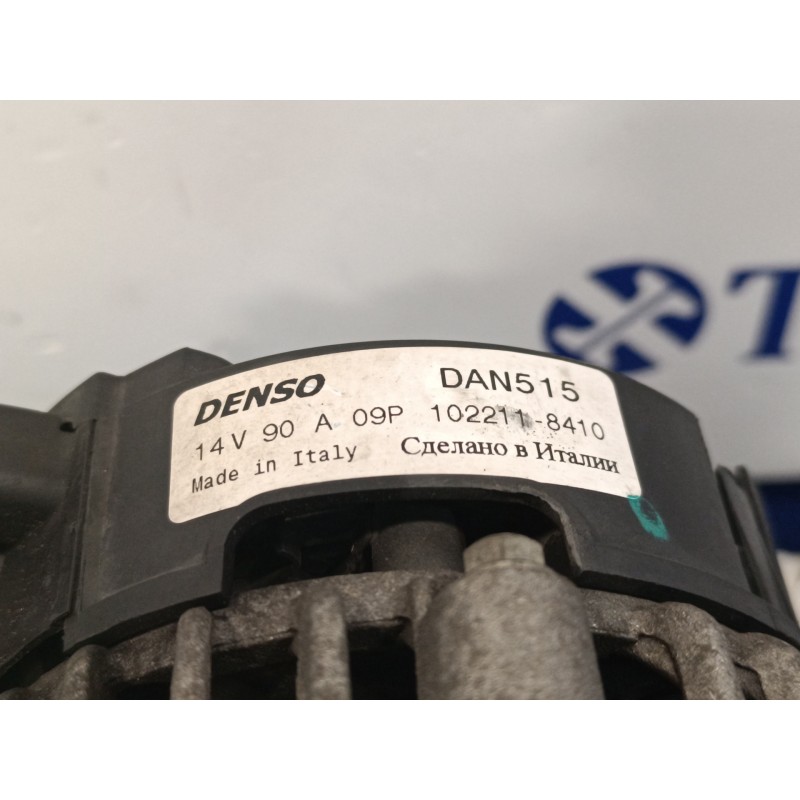 DENSO DAN515
14V 90 A 09P 102211-8410
Made in Italy Сделано в Италии
T